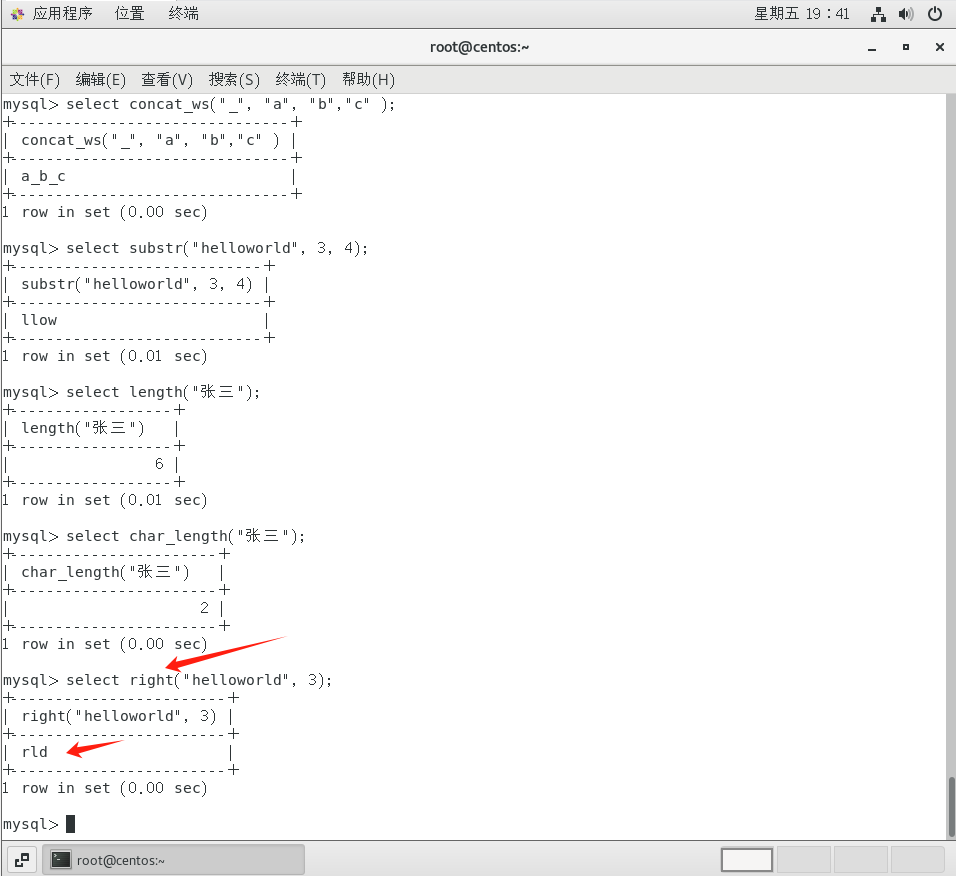 应用程序 位置 终端 星期五 19：41
root@centos:~
文件(F) 编辑(E) 查看(V) 搜索(S) 终端(T) 帮助(H)
mysql> select concat_ws("_", "a", "b","c" );
+-------------------------------+
| concat_ws("_", "a", "b","c" ) |
+-------------------------------+
| a_b_c                         |
+-------------------------------+
1 row in set (0.00 sec)
mysql> select substr("helloworld", 3, 4);
+----------------------------+
| substr("helloworld", 3, 4) |
+----------------------------+
| llow                       |
+----------------------------+
1 row in set (0.01 sec)
mysql> select length("张三");
+------------------+
| length("张三")   |
+------------------+
|                6 |
+------------------+
1 row in set (0.01 sec)
mysql> select char_length("张三");
+-----------------------+
| char_length("张三")   |
+-----------------------+
|                     2 |
+-----------------------+
1 row in set (0.00 sec)
mysql> select right("helloworld", 3);
+------------------------+
| right("helloworld", 3) |
+------------------------+
| rld                    |
+------------------------+
1 row in set (0.00 sec)
mysql>
root@centos:~